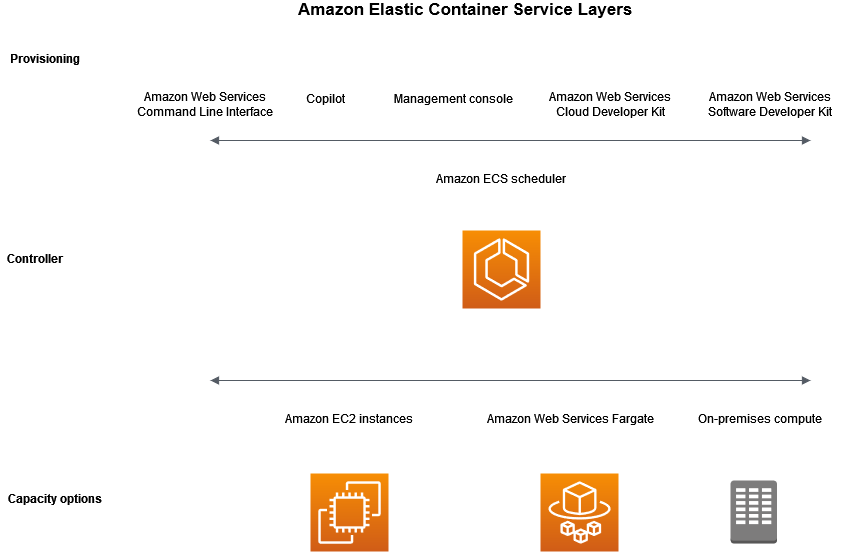 Amazon Elastic Container Service Layers
Provisioning
Amazon Web Services
Command Line Interface
Copilot
Management console
Amazon Web Services
Cloud Developer Kit
Amazon Web Services
Software Developer Kit
Amazon ECS scheduler
Controller
Amazon EC2 instances
Amazon Web Services Fargate
On-premises compute
Capacity options